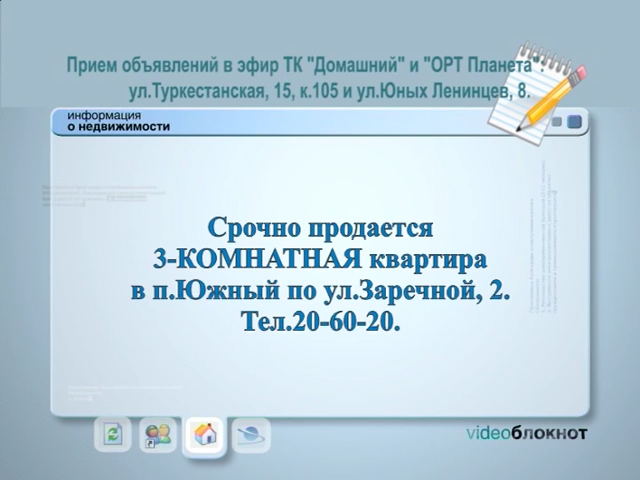 Прием объявлений в эфир ТК "Домашний" и "ОРТ Планета":
ул.Туркестанская, 15, к.105 и ул.Юных Ленинцев, 8.
информация
о недвижимости
Срочно продается
3-КОМНАТНАЯ квартира
в п.Южный по ул.Заречной, 2.
Тел.20-60-20.
videoблокнот